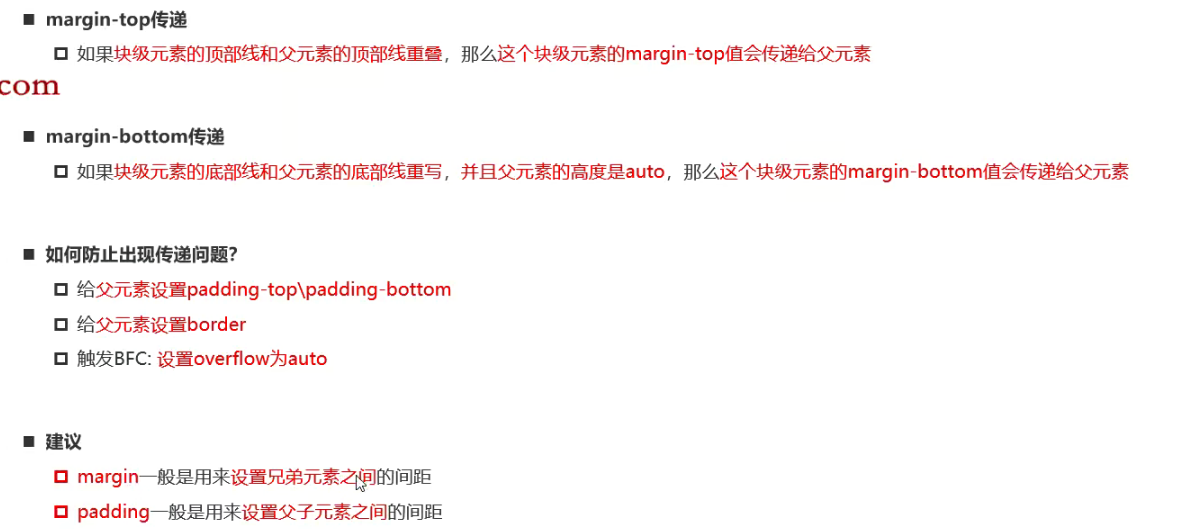 margin-top传递
如果块级元素的顶部线和父元素的顶部线重叠，那么这个块级元素的margin-top值会传递给父元素
com
margin-bottom传递
如果块级元素的底部线和父元素的底部线重写，并且父元素的高度是auto，那么这个块级元素的margin-bottom值会传递给父元素
如何防止出现传递问题？
给父元素设置padding-top\padding-bottom
给父元素设置border
触发BFC: 设置overflow为auto
建议
margin一般是用来设置兄弟元素之间的间距
padding一般是用来设置父子元素之间的间距